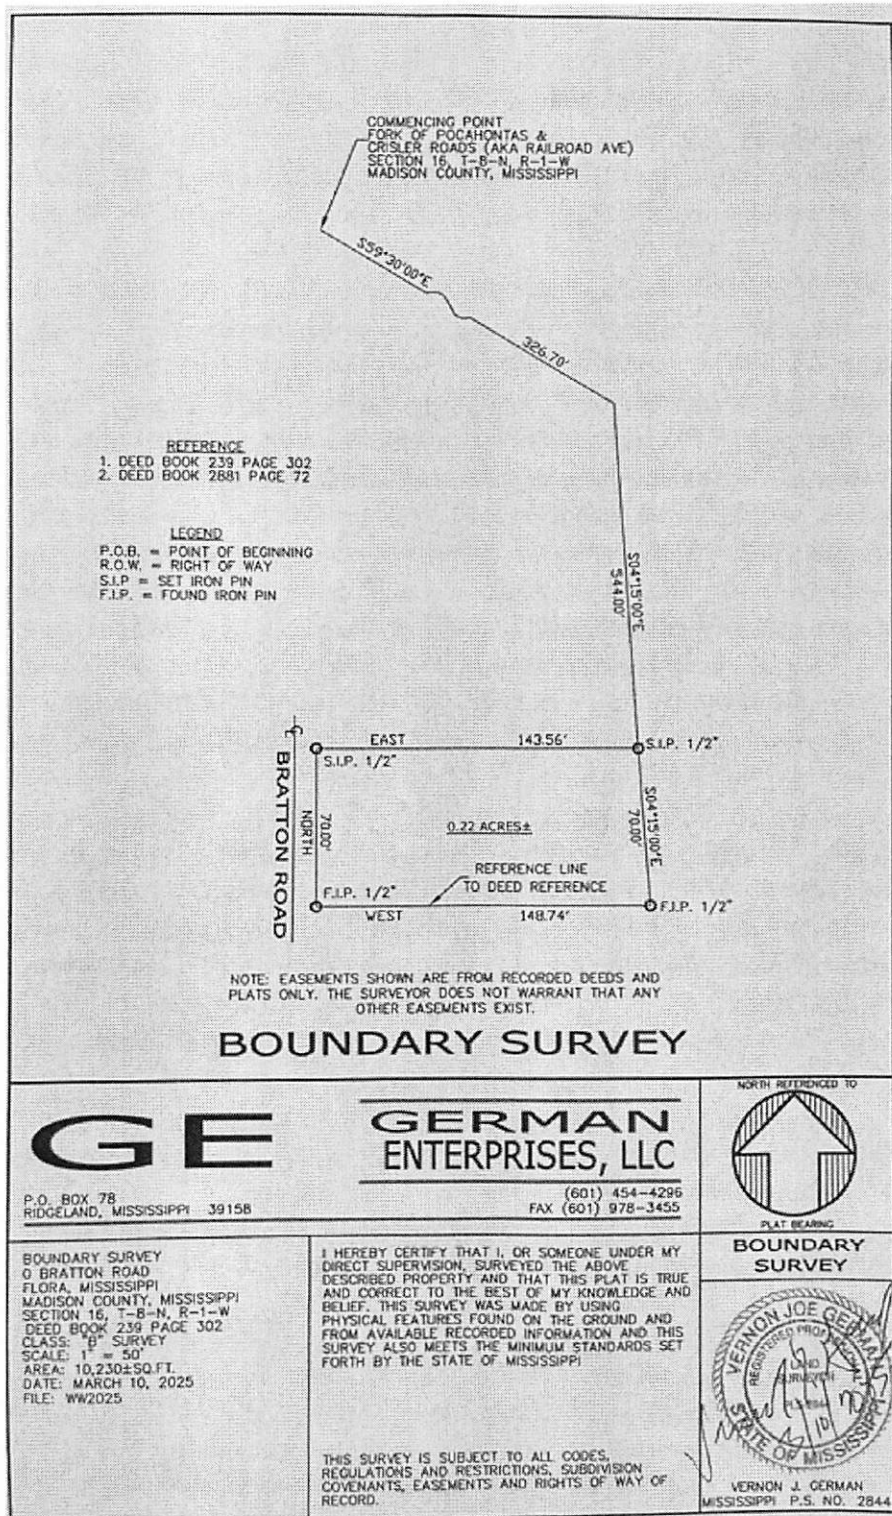 COMMENCING POINT
FORK OF POCAHONTAS &
CRISLER ROADS (AKA RAILROAD AVE)
SECTION 16, T-8-N, R-1-W
MADISON COUNTY, MISSISSIPPI
S59°30'00"E
326.70'
REFERENCE
1. DEED BOOK 239 PAGE 302
2. DEED BOOK 2881 PAGE 72
LEGEND
P.O.B. = POINT OF BEGINNING
R.O.W. = RIGHT OF WAY
S.I.P = SET IRON PIN
F.I.P. = FOUND IRON PIN
S04°15'00"E
544.00'
BRATTON ROAD
EAST 143.56'
S.I.P. 1/2"
S.I.P. 1/2"
NORTH
70.00'
0.22 ACRES±
S04°15'00"E
70.00'
REFERENCE LINE
TO DEED REFERENCE
F.I.P. 1/2"
F.I.P. 1/2"
WEST 148.74'
NOTE: EASEMENTS SHOWN ARE FROM RECORDED DEEDS AND
PLATS ONLY. THE SURVEYOR DOES NOT WARRANT THAT ANY
OTHER EASEMENTS EXIST.
BOUNDARY SURVEY
GE
GERMAN
ENTERPRISES, LLC
P.O. BOX 78
RIDGELAND, MISSISSIPPI 39158
(601) 454-4296
FAX (601) 978-3455
NORTH REFERENCED TO
PLAT BEARING
BOUNDARY SURVEY
0 BRATTON ROAD
FLORA, MISSISSIPPI
MADISON COUNTY, MISSISSIPPI
SECTION 16, T-8-N, R-1-W
DEED BOOK 239 PAGE 302
CLASS: "B" SURVEY
SCALE: 1" = 50'
AREA: 10,230±SQ.FT.
DATE: MARCH 10, 2025
FILE: WW2025
I HEREBY CERTIFY THAT I, OR SOMEONE UNDER MY
DIRECT SUPERVISION, SURVEYED THE ABOVE
DESCRIBED PROPERTY AND THAT THIS PLAT IS TRUE
AND CORRECT TO THE BEST OF MY KNOWLEDGE AND
BELIEF. THIS SURVEY WAS MADE BY USING
PHYSICAL FEATURES FOUND ON THE GROUND AND
FROM AVAILABLE RECORDED INFORMATION AND THIS
SURVEY ALSO MEETS THE MINIMUM STANDARDS SET
FORTH BY THE STATE OF MISSISSIPPI
THIS SURVEY IS SUBJECT TO ALL CODES,
REGULATIONS AND RESTRICTIONS, SUBDIVISION
COVENANTS, EASEMENTS AND RIGHTS OF WAY OF
RECORD.
BOUNDARY
SURVEY
VERNON JOE GERMAN
REGISTERED PROFESSIONAL
LAND
SURVEYOR
STATE OF MISSISSIPPI
VERNON J. GERMAN
MISSISSIPPI P.S. NO. 2844